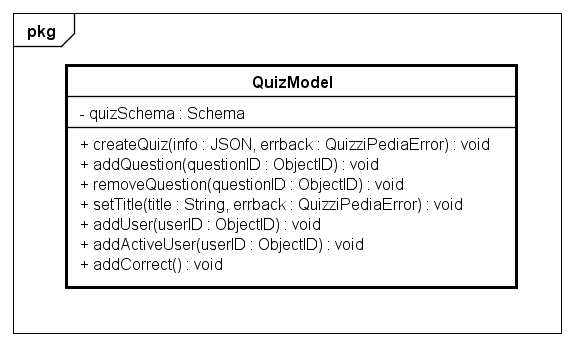 pkg
QuizModel
- quizSchema : Schema
+ createQuiz(info : JSON, errback : QuizziPediaError) : void
+ addQuestion(questionID : ObjectID) : void
+ removeQuestion(questionID : ObjectID) : void
+ setTitle(title : String, errback : QuizziPediaError) : void
+ addUser(userID : ObjectID) : void
+ addActiveUser(userID : ObjectID) : void
+ addCorrect() : void